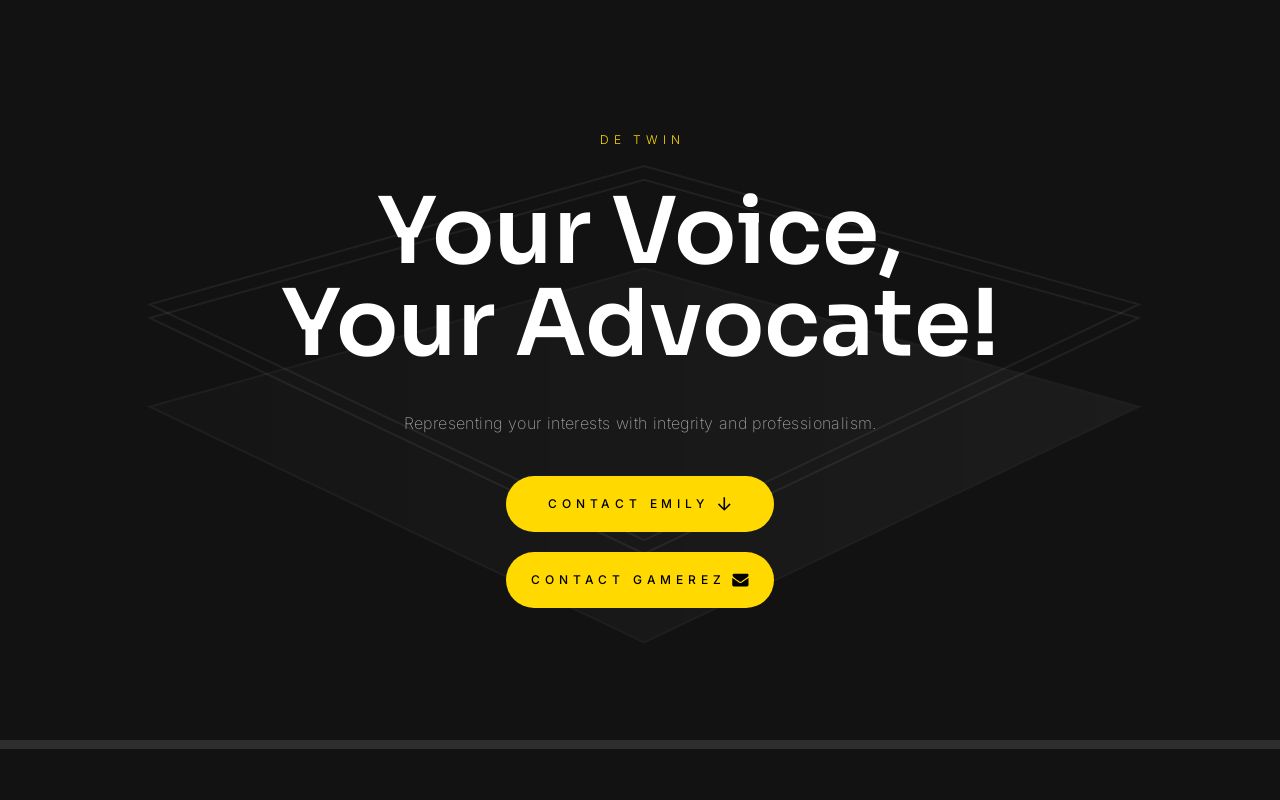 DE TWIN
Your Voice,
Your Advocate!
Representing your interests with integrity and professionalism.
CONTACT EMILY
CONTACT GAMEREZ